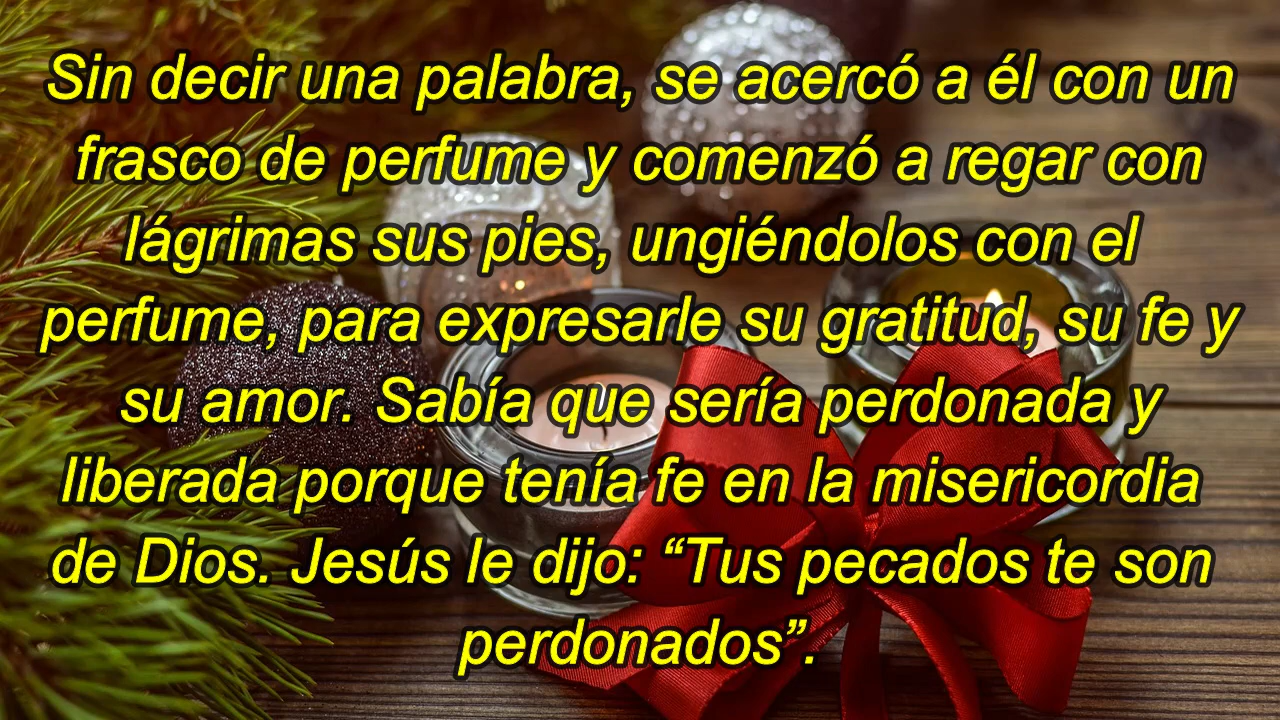 Sin decir una palabra, se acercó a él con un
frasco de perfume y comenzó a regar con
lágrimas sus pies, ungiéndolos con el
perfume, para expresarle su gratitud, su fe y
su amor. Sabía que sería perdonada y
liberada porque tenía fe en la misericordia
de Dios. Jesús le dijo: “Tus pecados te son
perdonados”.